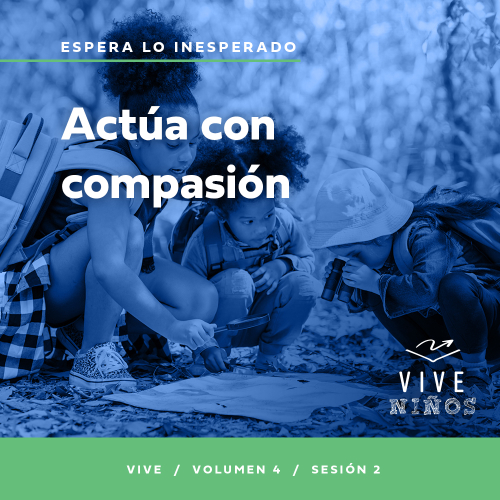 ESPERA LO INESPERADO
Actúa con
compasión
VIVE
NIÑOS
VIVE / VOLUMEN 4 / SESIÓN 2